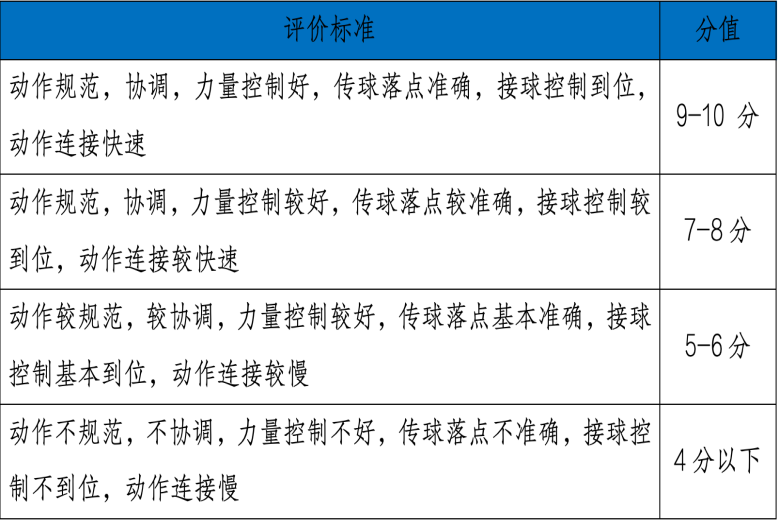 评价标准 分值
动作规范，协调，力量控制好，传球落点准确，接球控制到位，
动作连接快速
9-10 分
动作规范，协调，力量控制较好，传球落点较准确，接球控制较
到位，动作连接较快速
7-8分
动作较规范，较协调，力量控制较好，传球落点基本准确，接球
控制基本到位，动作连接较慢
5-6分
动作不规范，不协调，力量控制不好，传球落点不准确，接球控
制不到位，动作连接慢
4分以下